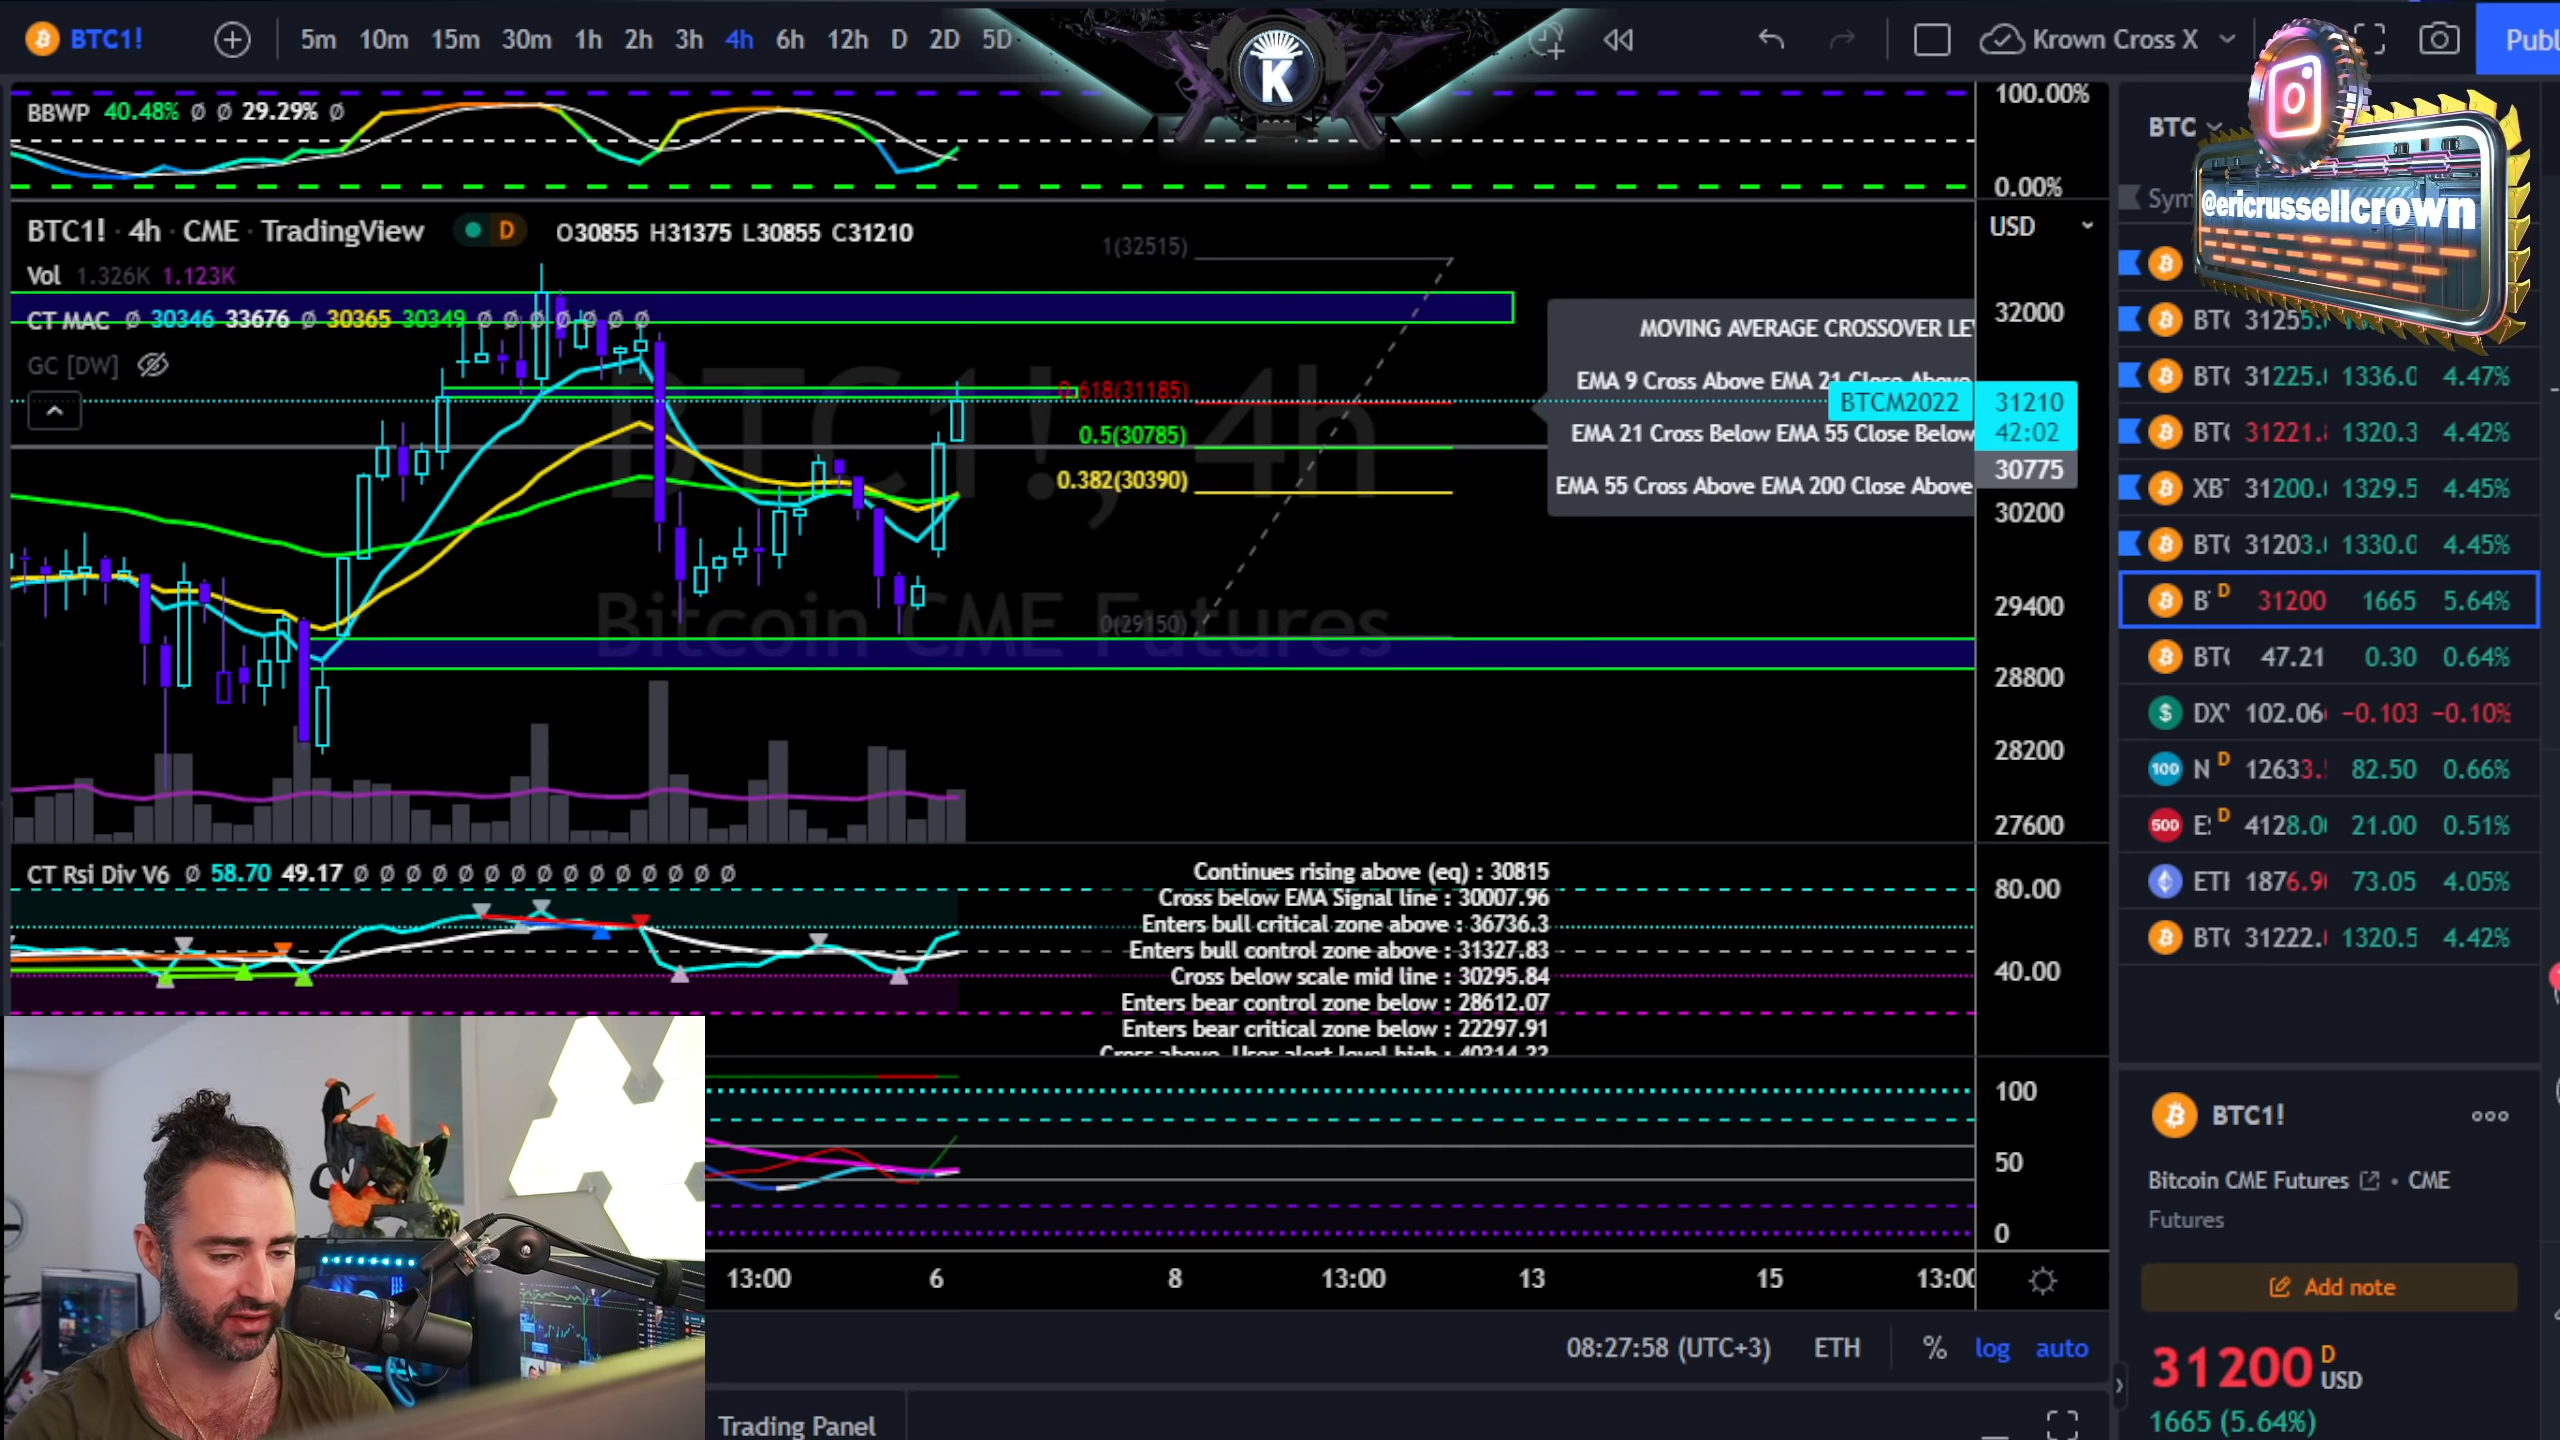 BTC1!
5m 10m 15m 30m 1h 2h 3h 4h 6h 12h D 2D 5D
Krown Cross X
Publ
K
BBWP 40.48% ø ø 29.29% ø
100.00%
0.00%
BTC1! · 4h · CME · TradingView D O30855 H31375 L30855 C31210
USD
Vol 1.326K 1.123K
CT MAC ø 30346 33676 ø 30365 30349 ø ø ø ø ø ø ø
GC [DW]
BTC1!, 4h
Bitcoin CME Futures
1(32515)
0.618(31185)
0.5(30785)
0.382(30390)
0(29150)
MOVING AVERAGE CROSSOVER LE
EMA 9 Cross Above EMA 21 Close Above
EMA 21 Cross Below EMA 55 Close Below
EMA 55 Cross Above EMA 200 Close Above
BTCM2022 31210
42:02
30775
32000
30200
29400
28800
28200
27600
CT Rsi Div V6 ø 58.70 49.17 ø ø ø ø ø ø ø ø ø ø ø ø ø ø ø
Continues rising above (eq) : 30815
Cross below EMA Signal line : 30007.96
Enters bull critical zone above : 36736.3
Enters bull control zone above : 31327.83
Cross below scale mid line : 30295.84
Enters bear control zone below : 28612.07
Enters bear critical zone below : 22297.91
80.00
40.00
100
50
0
13:00 6 8 13:00 13 15 13:00
08:27:58 (UTC+3) ETH % log auto
Trading Panel
BTC
Sym
@ericrussellcrown
BTC 31255.
BTC 31225. 1336.0 4.47%
BTC 31221. 1320.3 4.42%
XBT 31200. 1329.5 4.45%
BTC 31203. 1330.0 4.45%
B D 31200 1665 5.64%
BTC 47.21 0.30 0.64%
$ DXY 102.06 −0.103 −0.10%
100 N D 12633. 82.50 0.66%
500 E D 4128.0 21.00 0.51%
ETH 1876.9 73.05 4.05%
BTC 31222. 1320.5 4.42%
BTC1!
Bitcoin CME Futures • CME
Futures
Add note
31200 D
USD
1665 (5.64%)